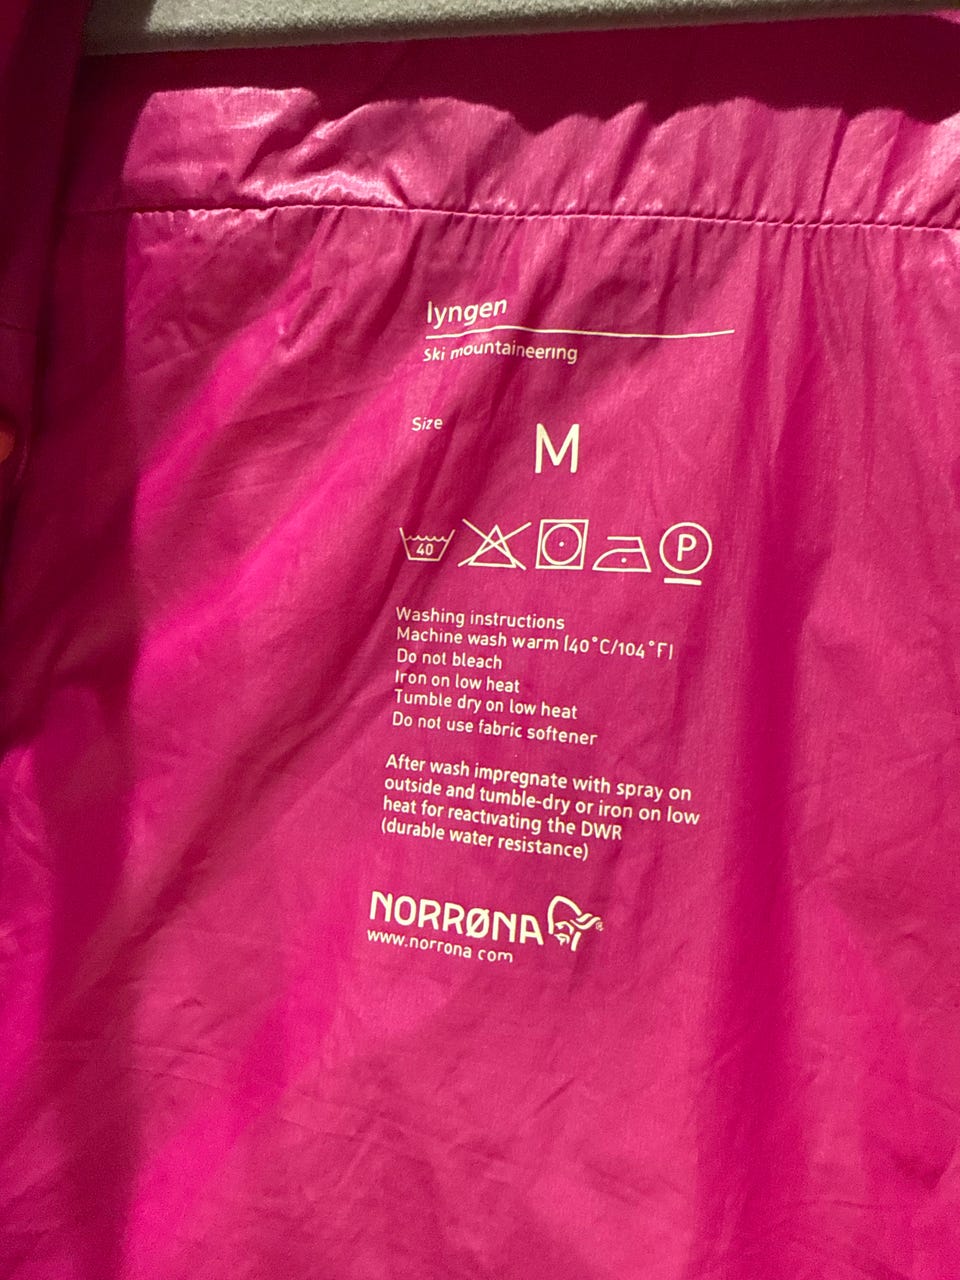 lyngen
Ski mountaineering
Size
M
40
P
Washing instructions
Machine wash warm (40°C/104°F)
Do not bleach
Iron on low heat
Tumble dry on low heat
Do not use fabric softener
After wash impregnate with spray on
outside and tumble-dry or iron on low
heat for reactivating the DWR
(durable water resistance)
NORRØNA®
www.norrona.com